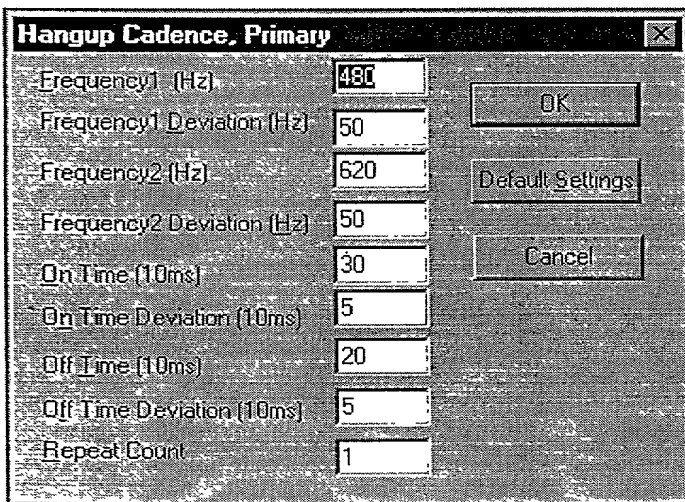 Hangup Cadence, Primary
Frequency1 (Hz) 480
OK
Frequency1 Deviation (Hz) 50
Frequency2 (Hz) 620
Default Settings
Frequency2 Deviation (Hz) 50
On Time (10ms) 30
Cancel
On Time Deviation (10ms) 5
Off Time (10ms) 20
Off Time Deviation (10ms) 5
Repeat Count 1